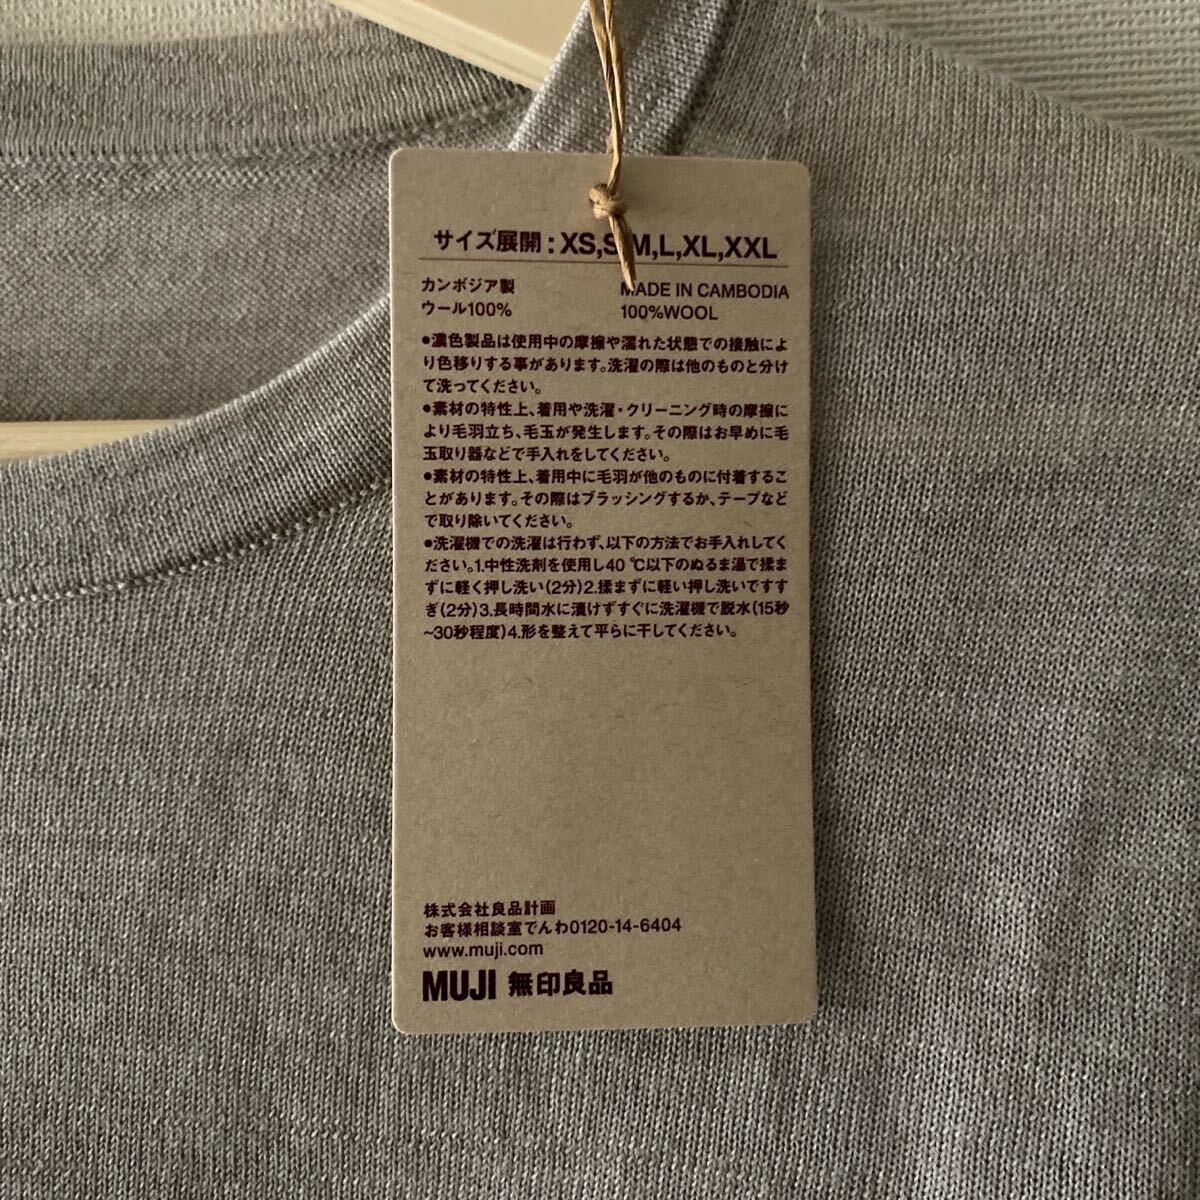 サイズ展開：XS,S,M,L,XL,XXL
カンボジア製 MADE IN CAMBODIA
ウール100% 100%WOOL
●濃色製品は使用中の摩擦や濡れた状態での接触によ
り色移りする事があります。洗濯の際は他のものと分け
て洗ってください。
●素材の特性上、着用や洗濯・クリーニング時の摩擦に
より毛羽立ち、毛玉が発生します。その際はお早めに毛
玉取り器などで手入れをしてください。
●素材の特性上、着用中に毛羽が他のものに付着するこ
とがあります。その際はブラッシングするか、テープなど
で取り除いてください。
●洗濯機での洗濯は行わず、以下の方法でお手入れしてく
ださい。1.中性洗剤を使用し40 ℃以下のぬるま湯で揉ま
ずに軽く押し洗い(2分)2.揉まずに軽い押し洗いですす
ぎ(2分)3.長時間水に漬けずすぐに洗濯機で脱水(15秒
~30秒程度)4.形を整えて平らに干してください。
株式会社良品計画
お客様相談室でんわ0120-14-6404
www.muji.com
MUJI 無印良品